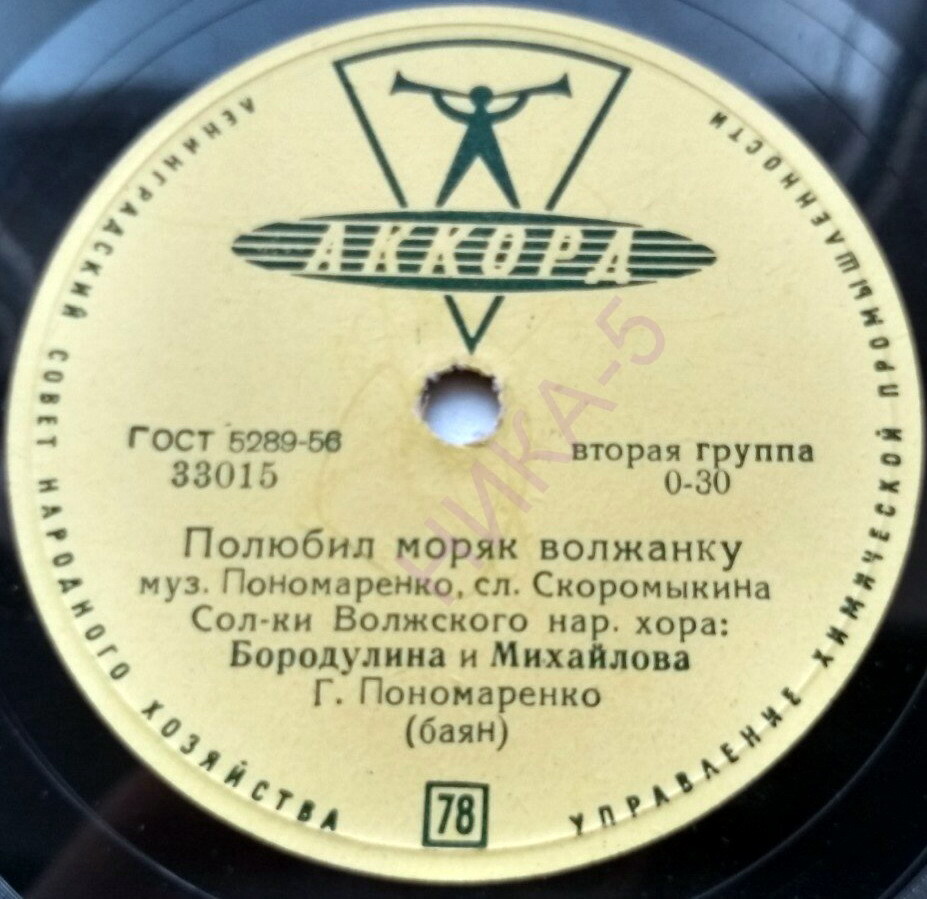 АККОРД
ЛЕНИНГРАДСКИЙ СОВЕТ НАРОДНОГО ХОЗЯЙСТВА
УПРАВЛЕНИЕ ХИМИЧЕСКОЙ ПРОМЫШЛЕННОСТИ
ГОСТ 5289-56
33015
вторая группа
0-30
Полюбил моряк волжанку
муз. Пономаренко, сл. Скоромыкина
Сол-ки Волжского нар. хора:
Бородулина и Михайлова
Г. Пономаренко
(баян)
78
НИКА-5